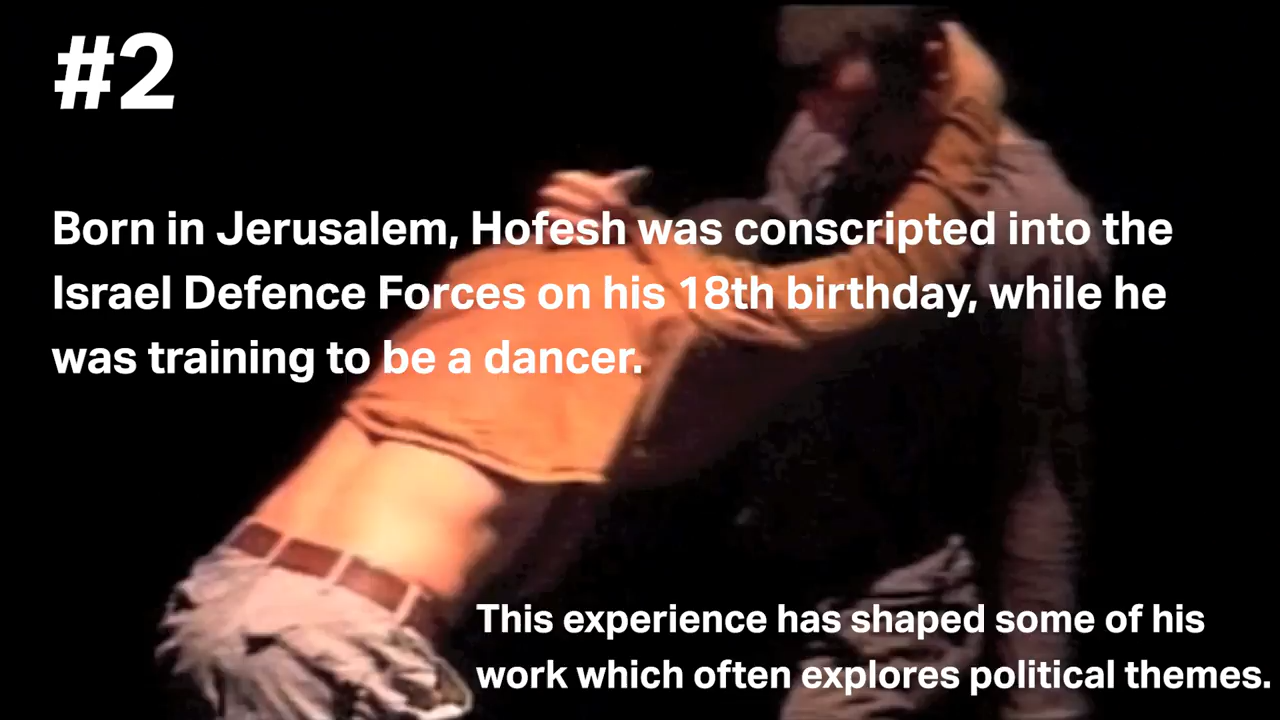 #2
Born in Jerusalem, Hofesh was conscripted into the
Israel Defence Forces on his 18th birthday, while he
was training to be a dancer.
This experience has shaped some of his
work which often explores political themes.